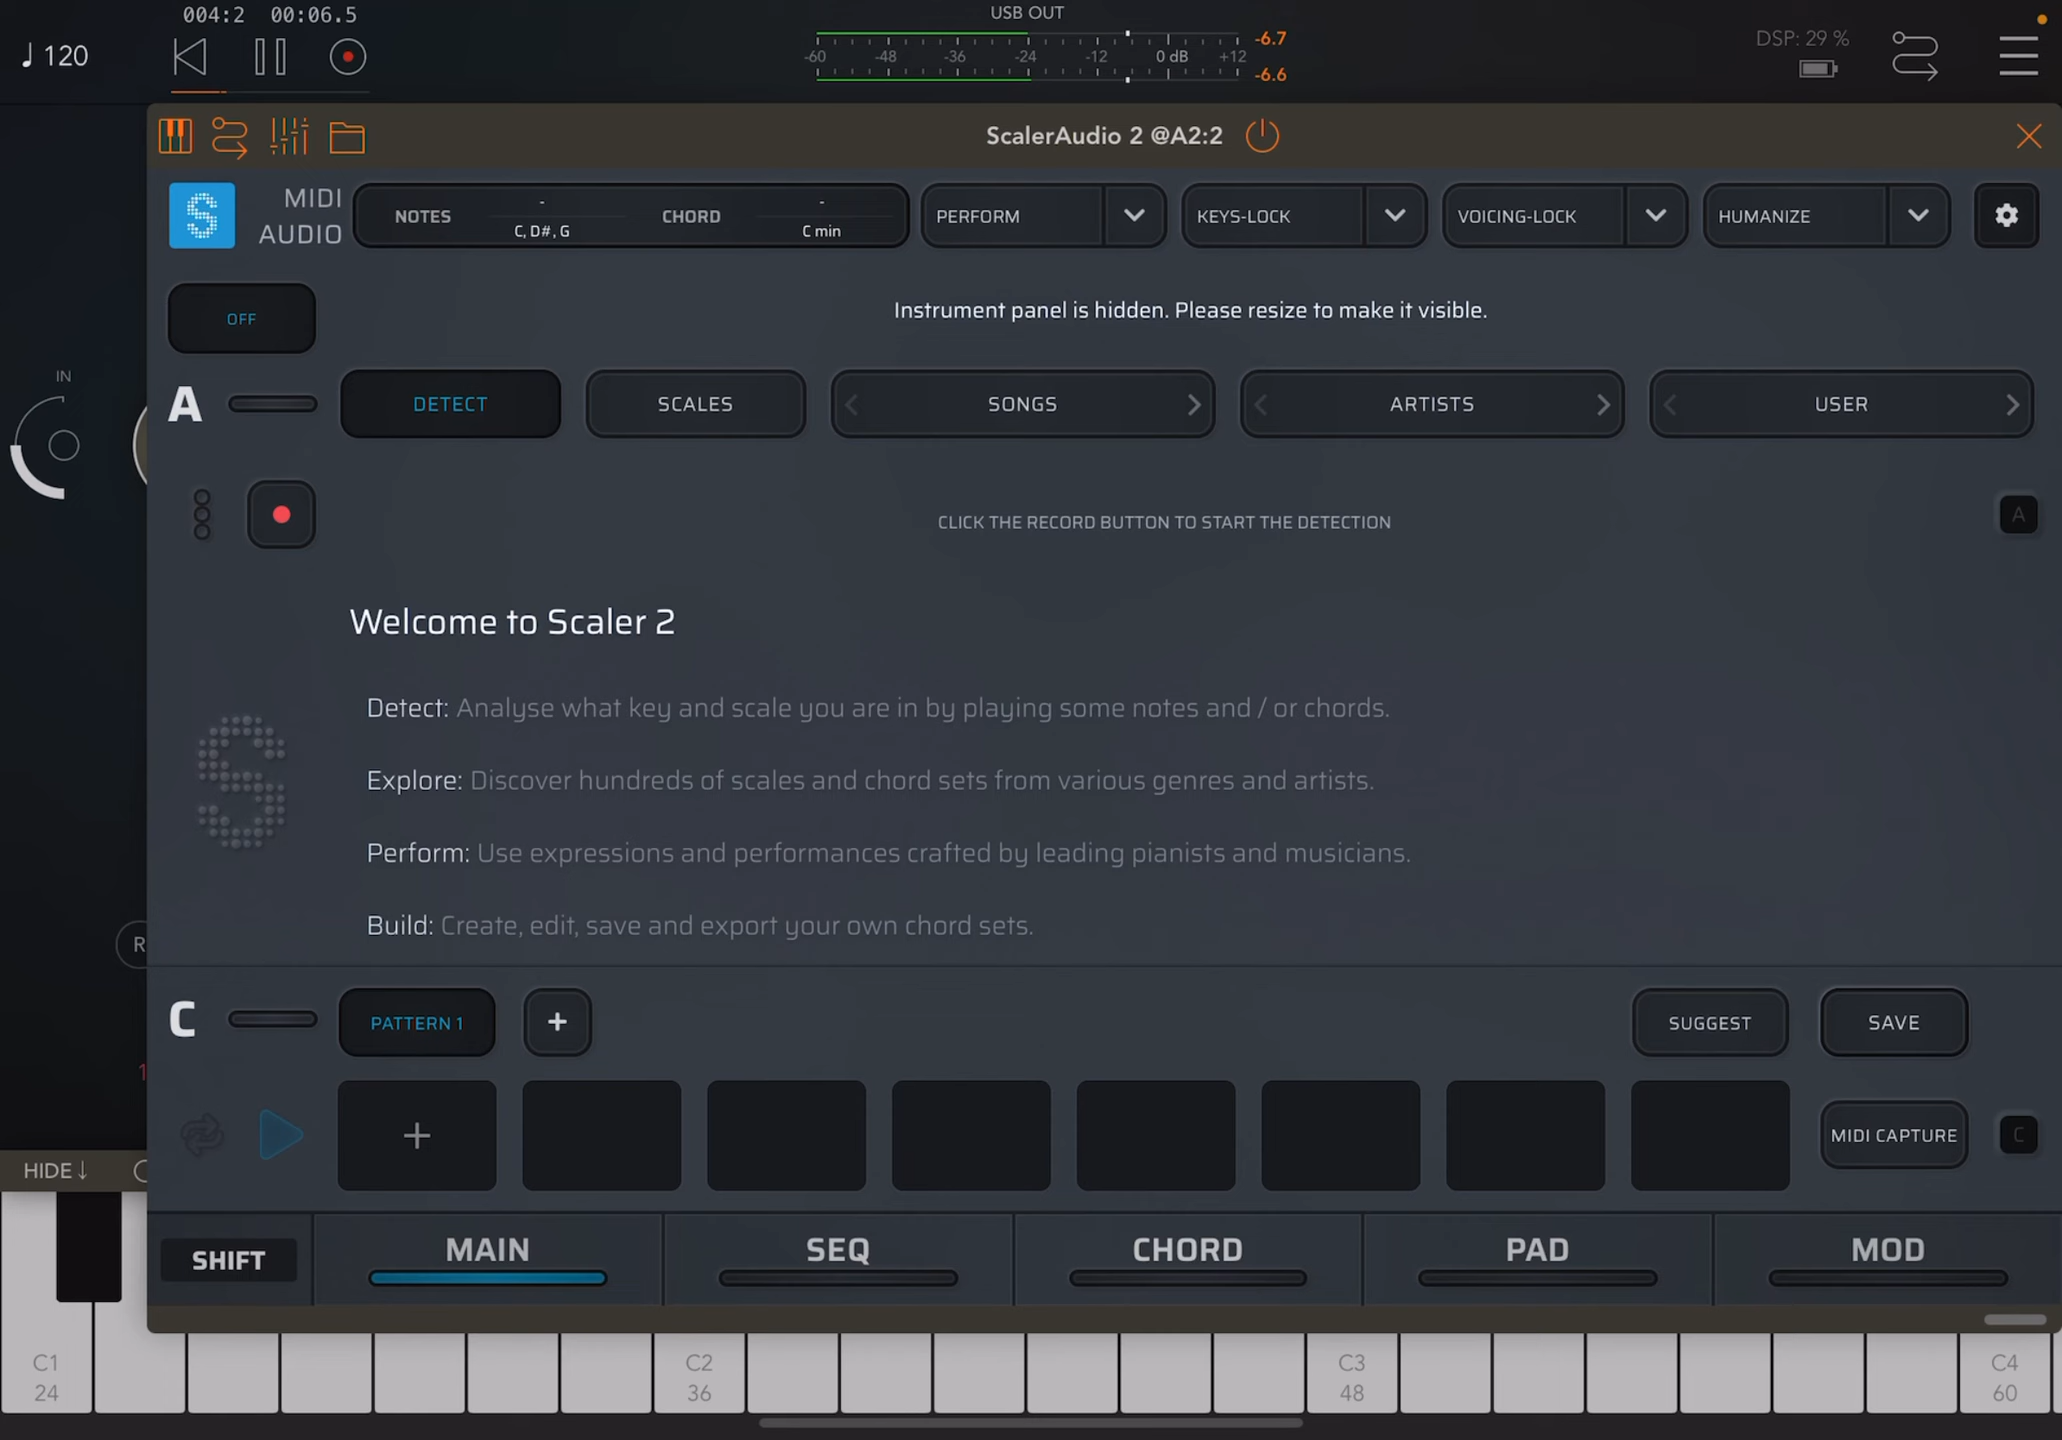 004:2 00:06.5
USB OUT
♩ 120
-60 -48 -36 -24 -12 0 dB +12
-6.7
-6.6
DSP: 29 %
ScalerAudio 2 @A2:2
MIDI
AUDIO
NOTES - C, D#, G
CHORD - C min
PERFORM
KEYS-LOCK
VOICING-LOCK
HUMANIZE
OFF
Instrument panel is hidden. Please resize to make it visible.
IN
A DETECT SCALES SONGS ARTISTS USER
CLICK THE RECORD BUTTON TO START THE DETECTION
A
Welcome to Scaler 2
Detect: Analyse what key and scale you are in by playing some notes and / or chords.
Explore: Discover hundreds of scales and chord sets from various genres and artists.
Perform: Use expressions and performances crafted by leading pianists and musicians.
Build: Create, edit, save and export your own chord sets.
R
C PATTERN 1 + SUGGEST SAVE
1
+ MIDI CAPTURE C
HIDE↓
SHIFT MAIN SEQ CHORD PAD MOD
C1 C2 C3 C4
24 36 48 60